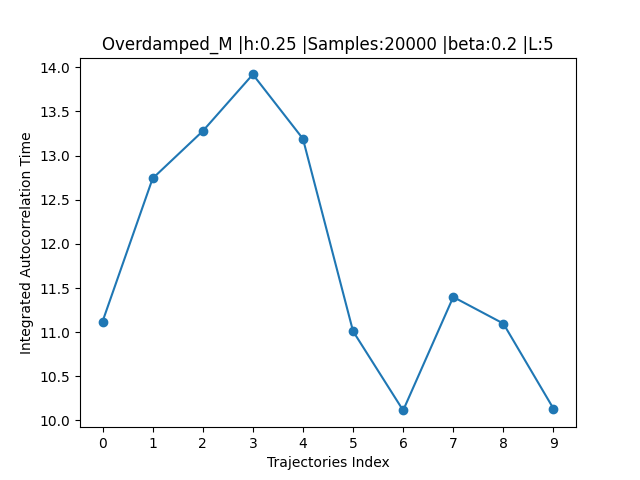 Overdamped_M |h:0.25 |Samples:20000 |beta:0.2 |L:5
14.0
13.5
13.0
12.5
12.0
11.5
11.0
10.5
10.0
Integrated Autocorrelation Time
0 1 2 3 4 5 6 7 8 9
Trajectories Index